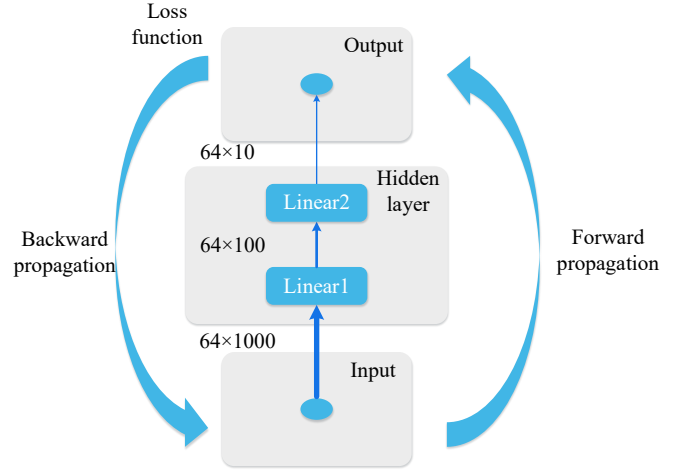 Loss
function
Output
64×10
Hidden
layer
Linear2
Backward
propagation
64×100
Forward
propagation
Linear1
64×1000
Input